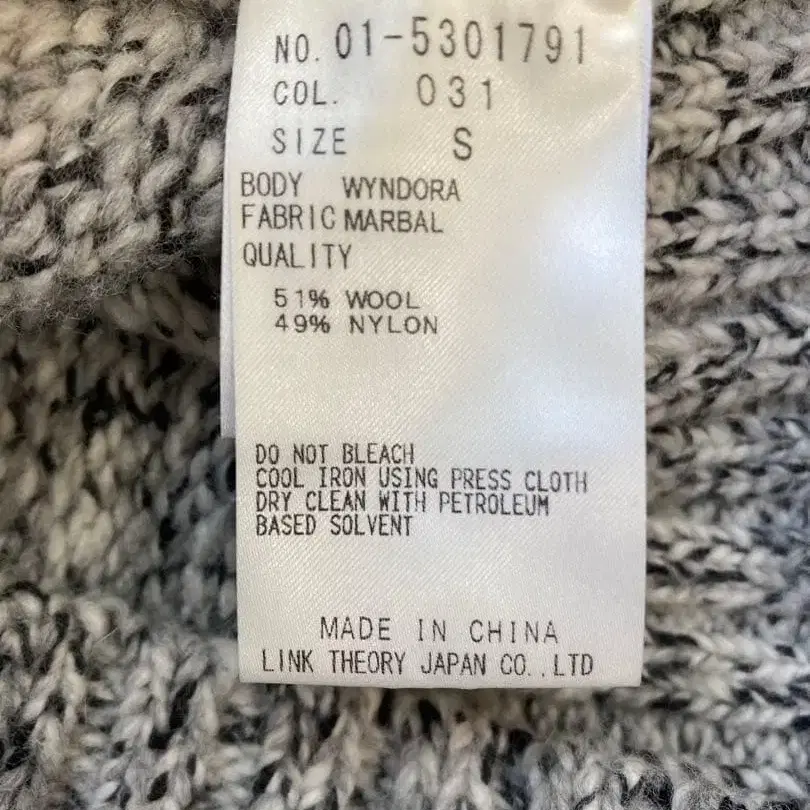 NO. 01-5301791
COL. 031
SIZE S
BODY WYNDORA
FABRIC MARBAL
QUALITY
51% WOOL
49% NYLON
DO NOT BLEACH
COOL IRON USING PRESS CLOTH
DRY CLEAN WITH PETROLEUM
BASED SOLVENT
MADE IN CHINA
LINK THEORY JAPAN CO.,LTD